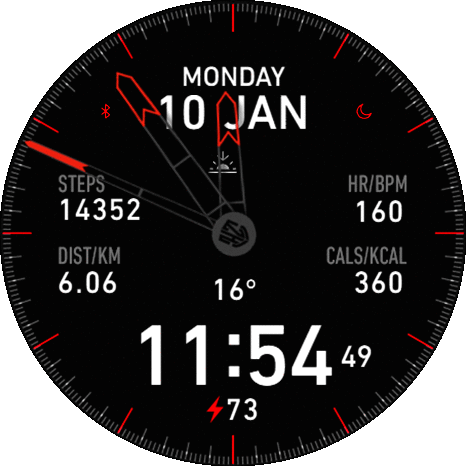 MONDAY
10 JAN
STEPS
14352
HR/BPM
160
DIST/KM
6.06
CALS/KCAL
360
16°
11:54 49
73